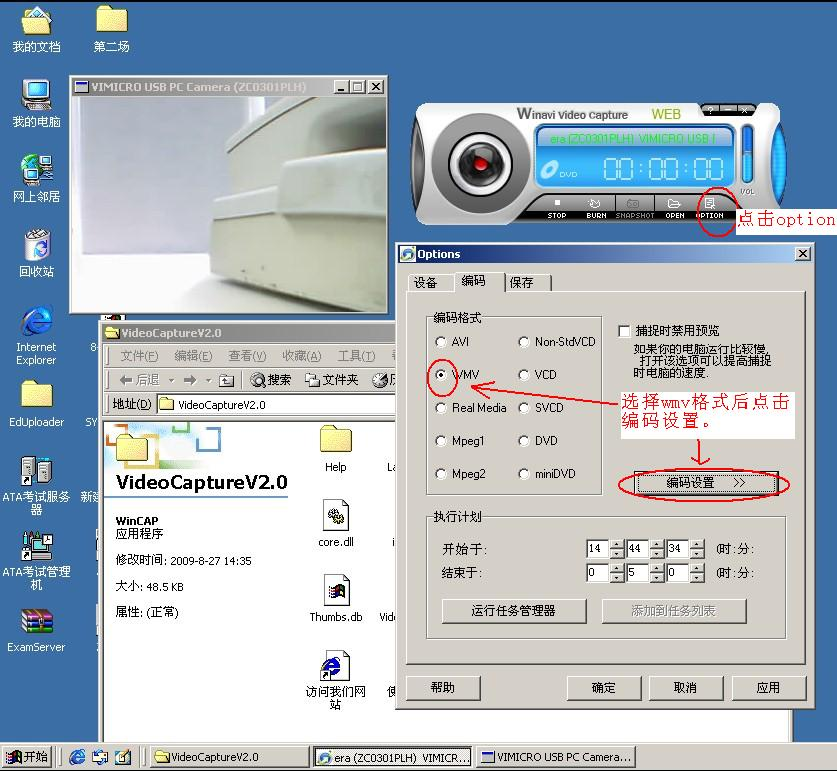 我的文档
第二场
我的电脑
网上邻居
回收站
Internet
Explorer
EdUploader
ATA考试服务
器
ATA考试管理
机
ExamServer
VIMICRO USB PC Camera (ZC0301PLH)
Winavi Video Capture WEB
era (ZC0301PLH) VIMICRO USB
DVD
00:00:00
VOL
STOP BURN SNAPSHOT OPEN OPTION
点击option
VideoCaptureV2.0
文件(F) 编辑(E) 查看(V) 收藏(A) 工具(T)
后退 搜索 文件夹
地址(D) VideoCaptureV2.0
VideoCaptureV2.0
WinCAP
应用程序
修改时间: 2009-8-27 14:35
大小: 48.5 KB
属性: (正常)
Help
core.dll
Thumbs.db
访问我们网
站
Options
设备 编码 保存
编码格式
AVI Non-StdVCD
WMV VCD
Real Media SVCD
Mpeg1 DVD
Mpeg2 miniDVD
捕捉时禁用预览
如果你的电脑运行比较慢,
打开该选项可以提高捕捉
时电脑的速度.
选择wmv格式后点击
编码设置。
编码设置 >>
执行计划
开始于: 14 44 34 (时:分:
结束于: 0 5 0 (时:分:
运行任务管理器 添加到任务列表
帮助 确定 取消 应用
开始 VideoCaptureV2.0 era (ZC0301PLH) VIMICR... VIMICRO USB PC Camera...